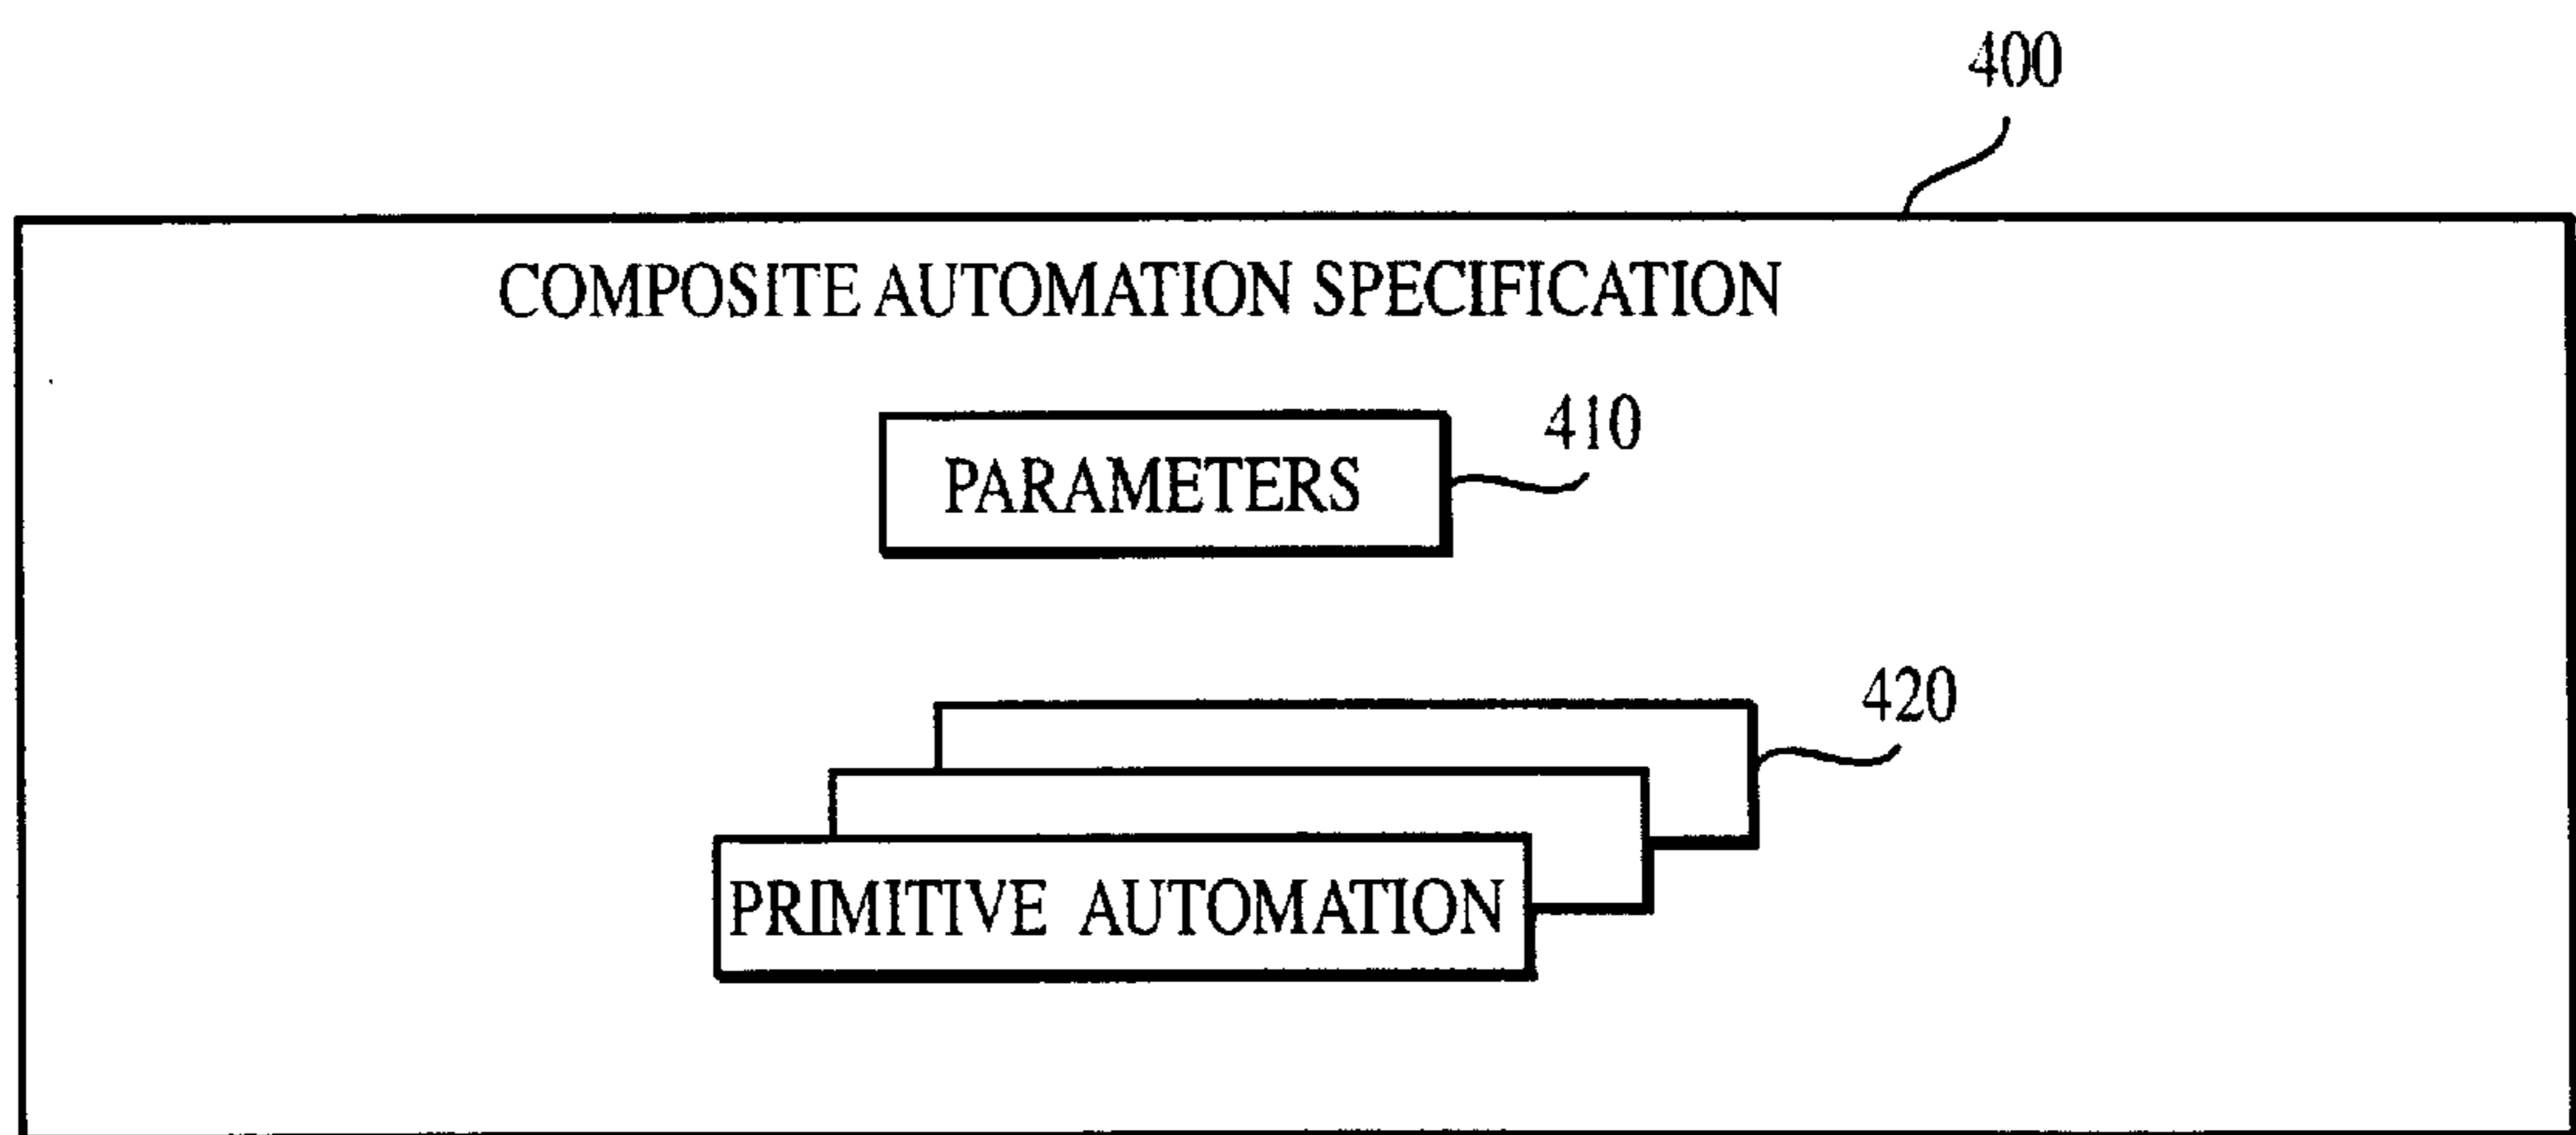 400
COMPOSITE AUTOMATION SPECIFICATION
410
PARAMETERS
420
PRIMITIVE AUTOMATION